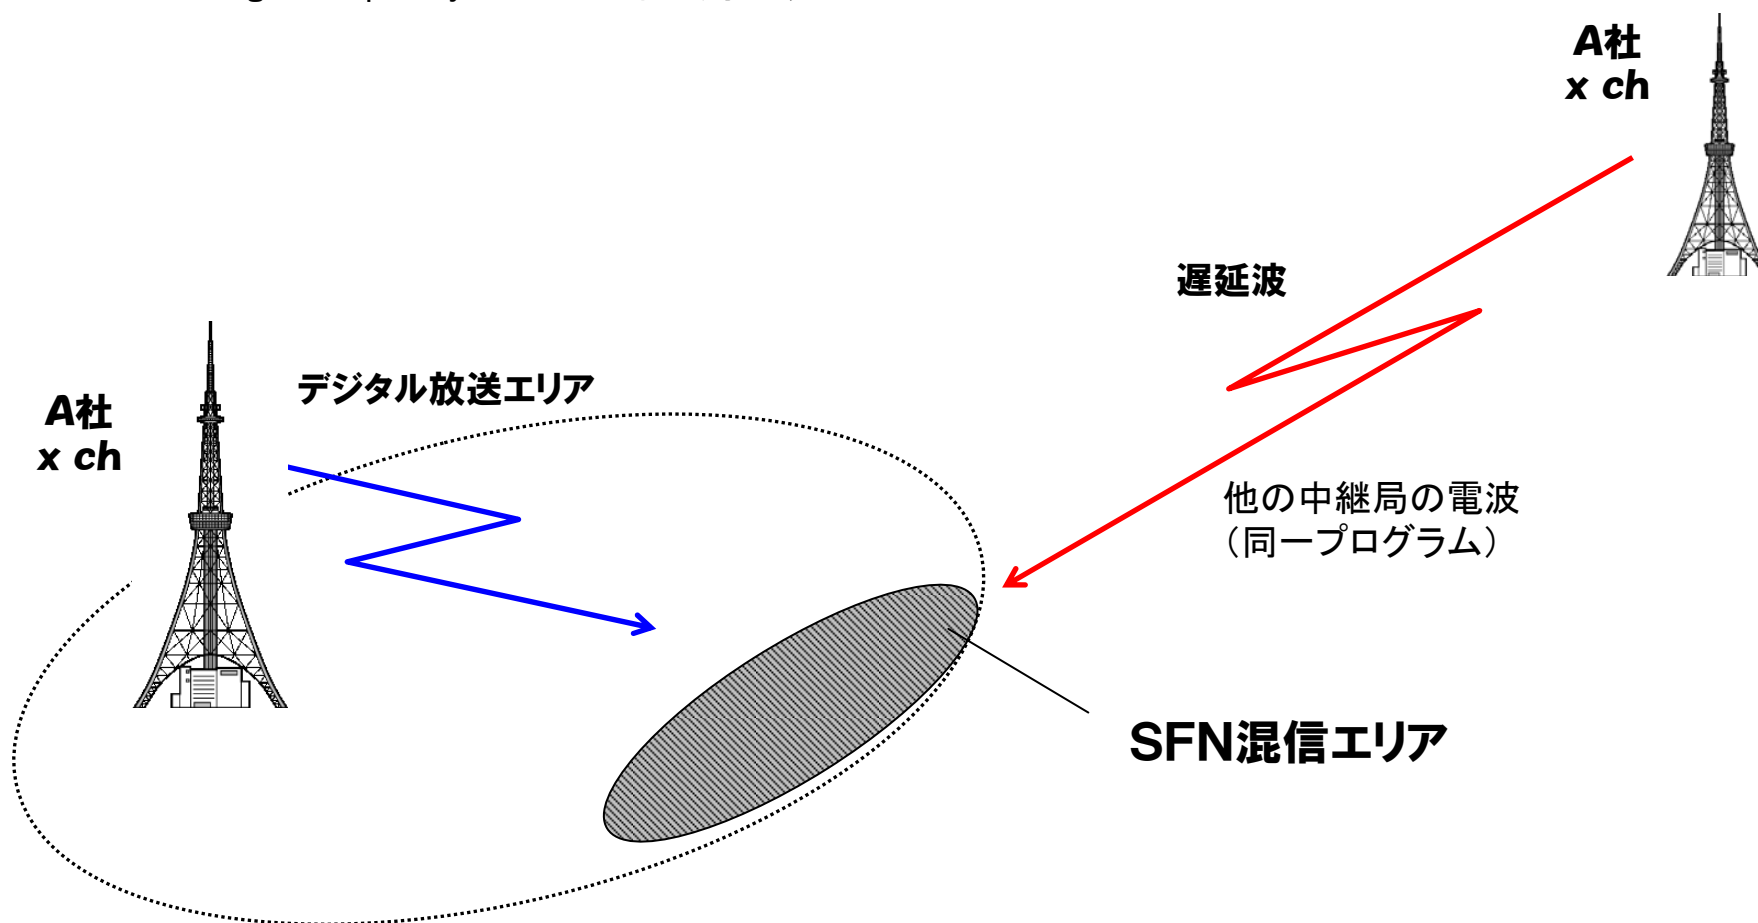 A社
x ch
遅延波
デジタル放送エリア
A社
x ch
他の中継局の電波
（同一プログラム）
SFN混信エリア